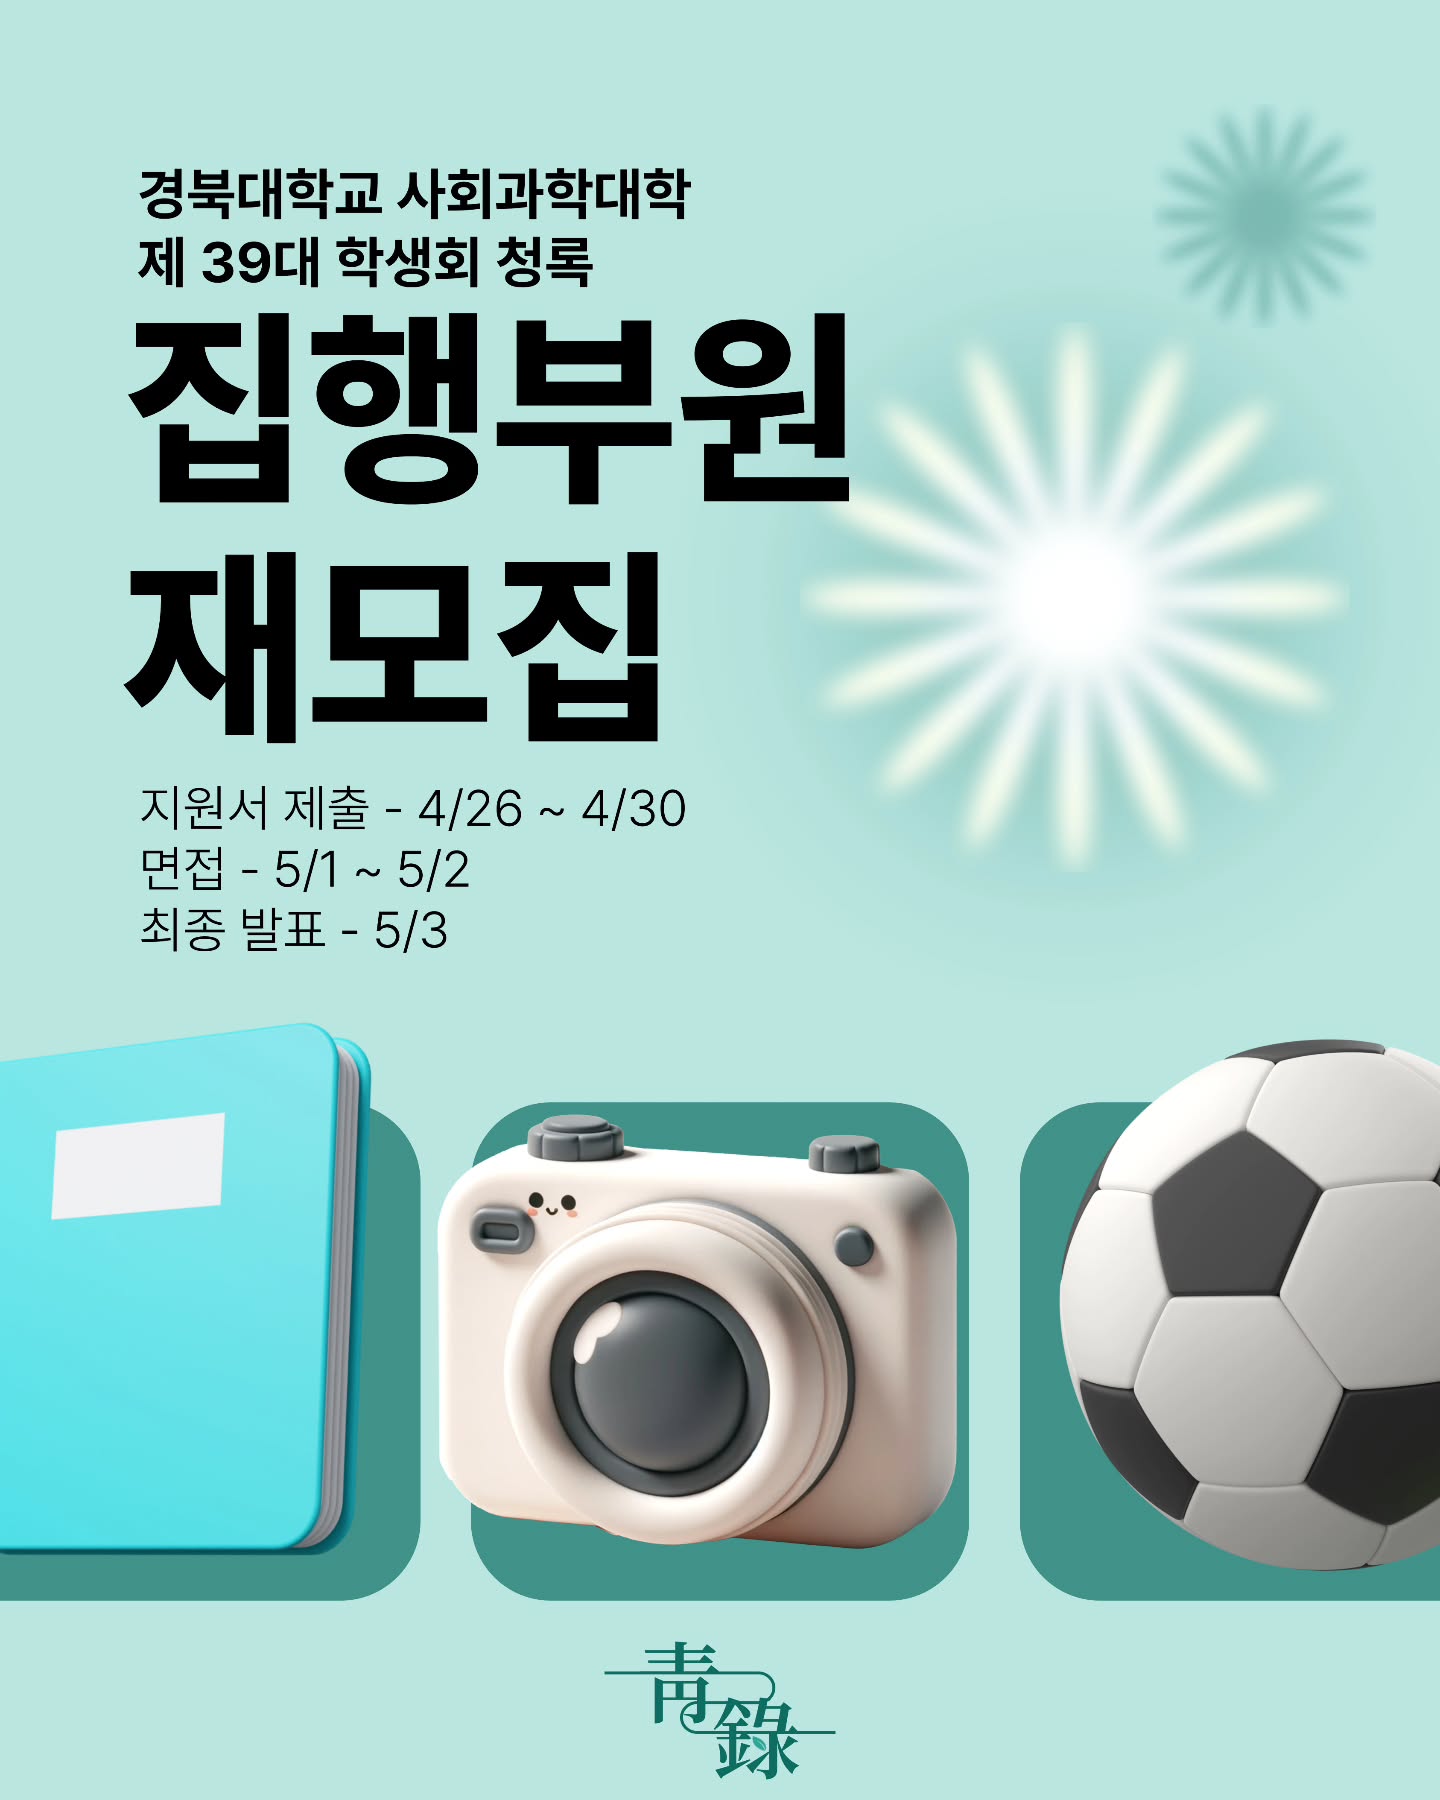 경북대학교 사회과학대학
제 39대 학생회 청록
집행부원
재모집
지원서 제출 - 4/26 ~ 4/30
면접 - 5/1 ~ 5/2
최종 발표 - 5/3
靑
錄